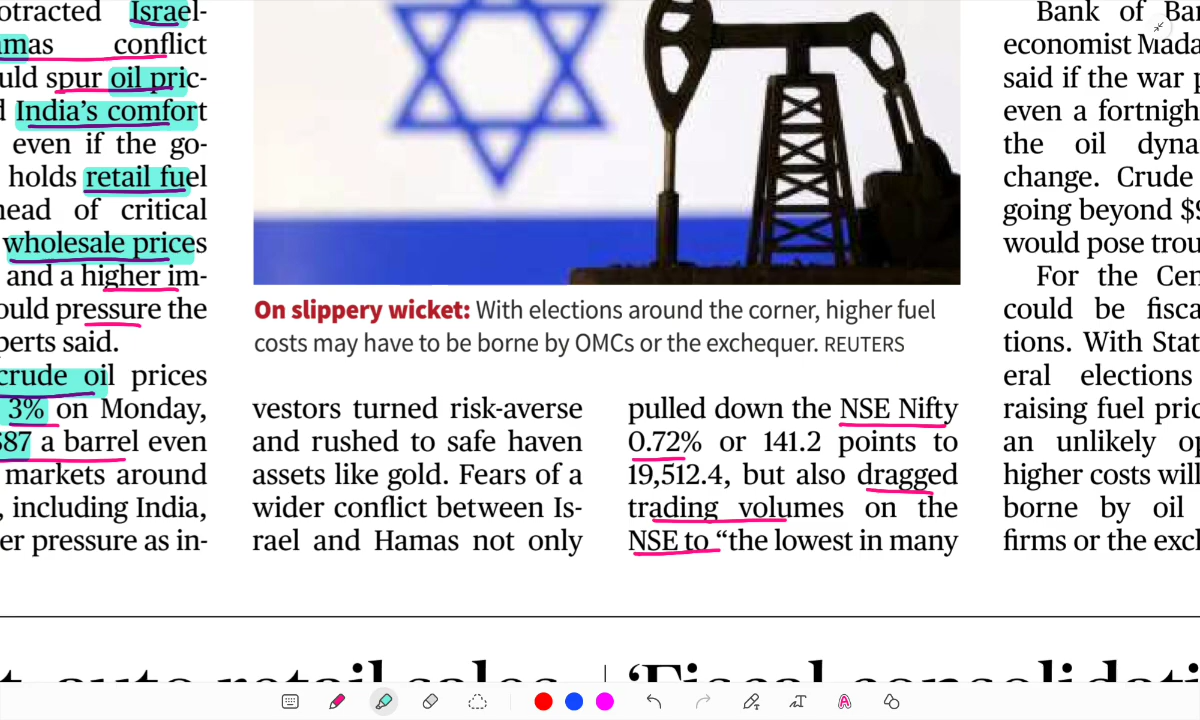 otracted Israel-
mas conflict
uld spur oil pric-
d India’s comfort
even if the go-
holds retail fuel
head of critical
wholesale prices
and a higher im-
ould pressure the
perts said.
crude oil prices
3% on Monday,
$87 a barrel even
markets around
, including India,
er pressure as in-
On slippery wicket: With elections around the corner, higher fuel
costs may have to be borne by OMCs or the exchequer. REUTERS
vestors turned risk-averse
and rushed to safe haven
assets like gold. Fears of a
wider conflict between Is-
rael and Hamas not only
pulled down the NSE Nifty
0.72% or 141.2 points to
19,512.4, but also dragged
trading volumes on the
NSE to “the lowest in many
Bank of Bar
economist Mada
said if the war p
even a fortnigh
the oil dyna
change. Crude
going beyond $9
would pose trou
For the Cen
could be fisca
tions. With Stat
eral elections
raising fuel pric
an unlikely op
higher costs will
borne by oil
firms or the exch
t auto retail sales
‘Fiscal consolidati